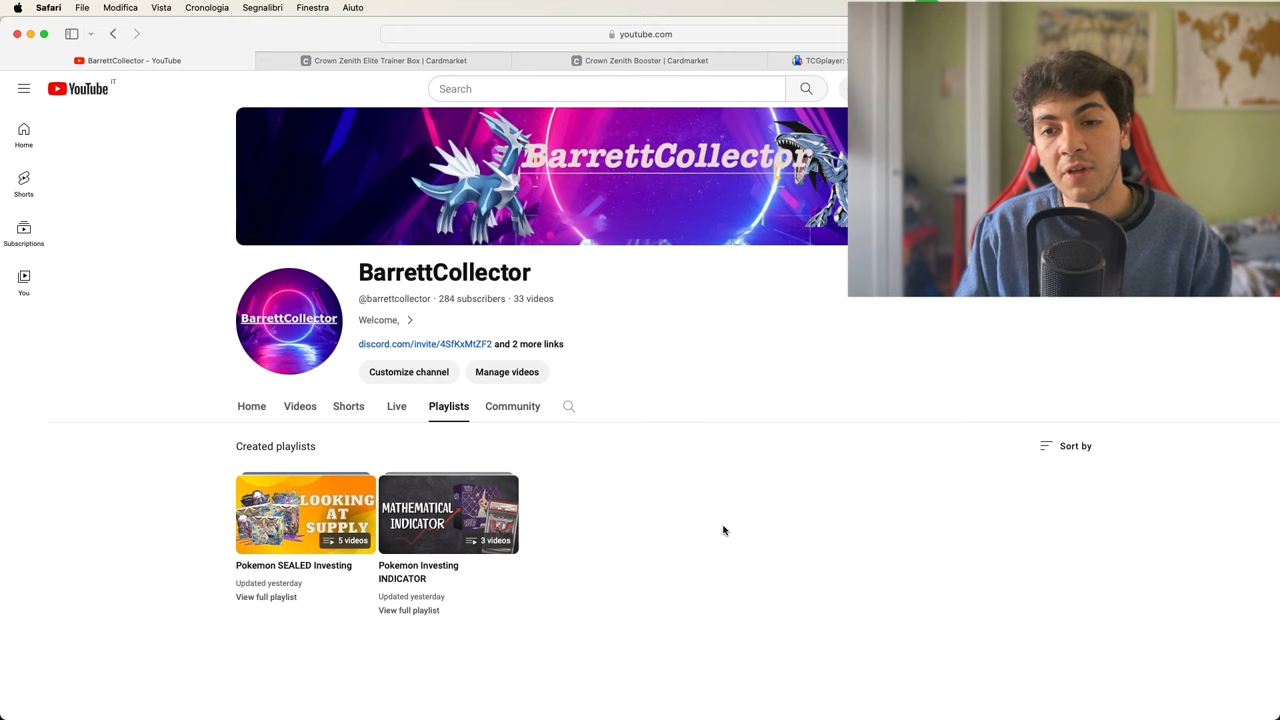 Safari File Modifica Vista Cronologia Segnalibri Finestra Aiuto
youtube.com
BarrettCollector - YouTube
Crown Zenith Elite Trainer Box | Cardmarket
Crown Zenith Booster | Cardmarket
TCGplayer:
YouTube IT
Search
Home
Shorts
Subscriptions
You
BarrettCollector
BarrettCollector
BarrettCollector
@barrettcollector · 284 subscribers · 33 videos
Welcome,
discord.com/invite/4SfKxMtZF2 and 2 more links
Customize channel
Manage videos
Home Videos Shorts Live Playlists Community
Created playlists
Sort by
LOOKING
AT
SUPPLY
5 videos
MATHEMATICAL
INDICATOR
3 videos
Pokemon SEALED Investing
Updated yesterday
View full playlist
Pokemon Investing
INDICATOR
Updated yesterday
View full playlist